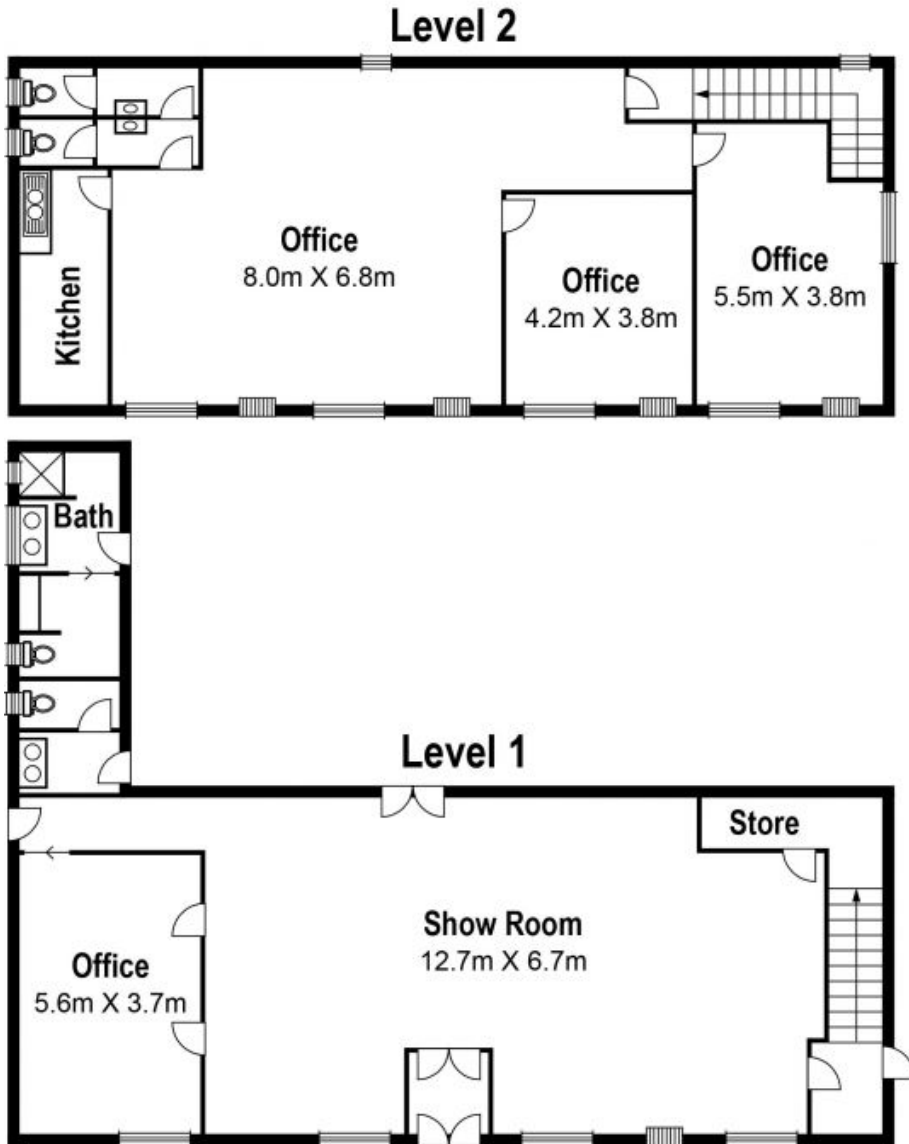 Level 2
Office
8.0m X 6.8m
Office
4.2m X 3.8m
Office
5.5m X 3.8m
Kitchen
Bath
Level 1
Store
Show Room
12.7m X 6.7m
Office
5.6m X 3.7m